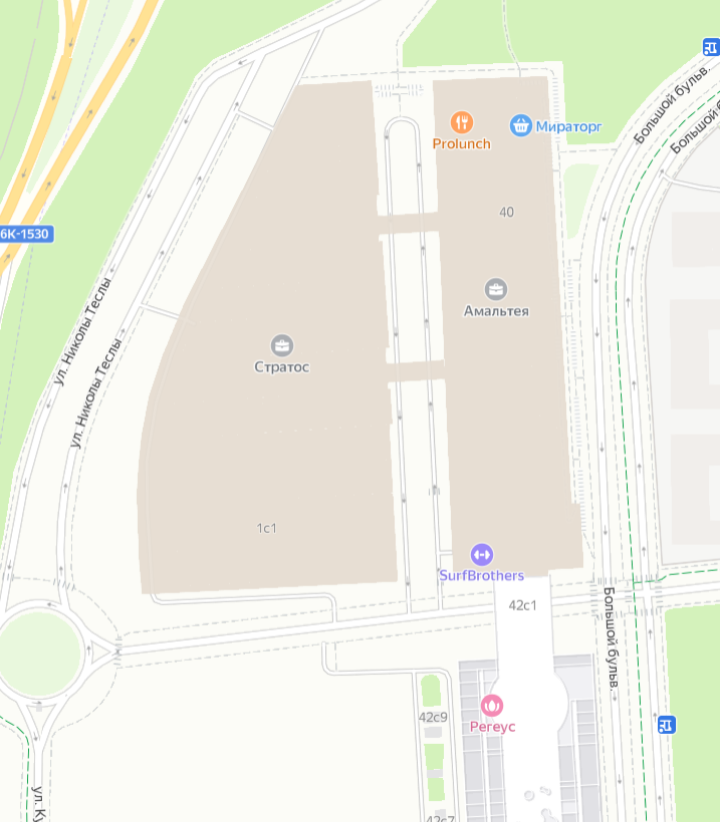 Большой бульв.
Большой б
Prolunch
Мираторг
40
6К-1530
Амальтея
ул. Николы Теслы
Стратос
ул. Николы Теслы
1с1
SurfBrothers
42с1
Большой бульв.
42с9
Регеус
ул. Ку
42с7